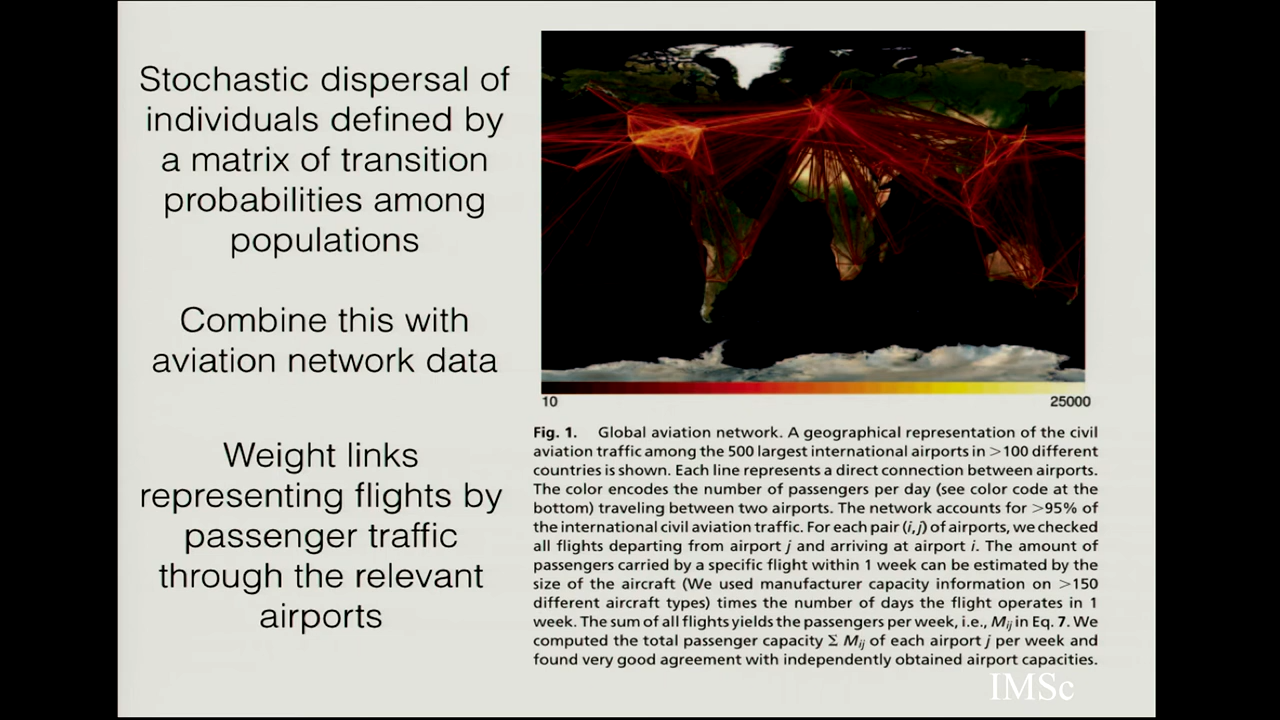 Stochastic dispersal of
individuals defined by
a matrix of transition
probabilities among
populations
Combine this with
aviation network data
Weight links
representing flights by
passenger traffic
through the relevant
airports
10
25000
Fig. 1. Global aviation network. A geographical representation of the civil
aviation traffic among the 500 largest international airports in >100 different
countries is shown. Each line represents a direct connection between airports.
The color encodes the number of passengers per day (see color code at the
bottom) traveling between two airports. The network accounts for >95% of
the international civil aviation traffic. For each pair (i,j) of airports, we checked
all flights departing from airport j and arriving at airport i. The amount of
passengers carried by a specific flight within 1 week can be estimated by the
size of the aircraft (We used manufacturer capacity information on >150
different aircraft types) times the number of days the flight operates in 1
week. The sum of all flights yields the passengers per week, i.e., Mij in Eq. 7. We
computed the total passenger capacity Σ Mij of each airport j per week and
found very good agreement with independently obtained airport capacities.
IMSc